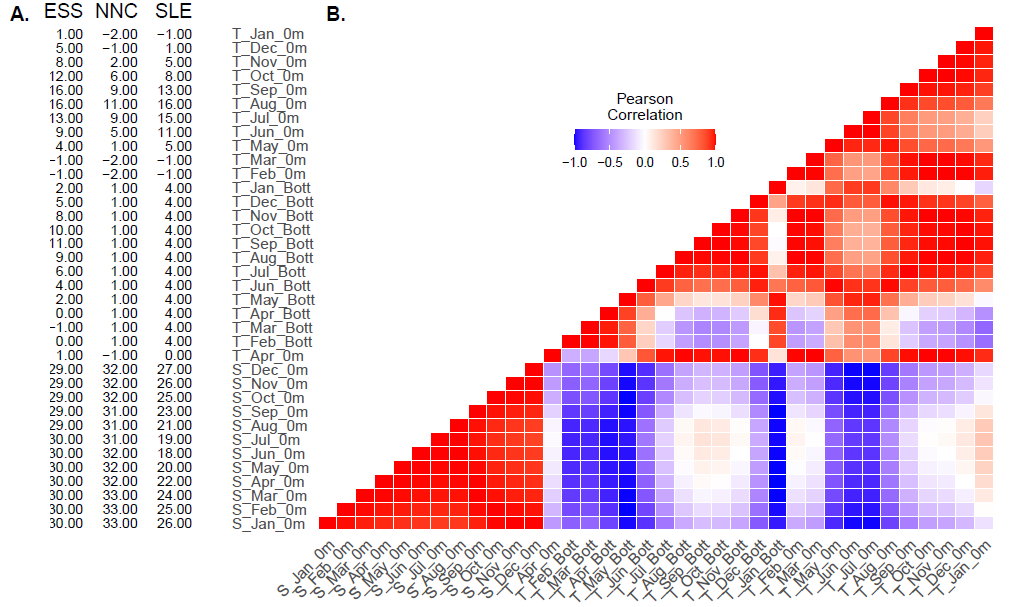 A. ESS NNC SLE B.
1.00 −2.00 −1.00 T_Jan_0m
5.00 −1.00 1.00 T_Dec_0m
8.00 2.00 5.00 T_Nov_0m
12.00 6.00 8.00 T_Oct_0m
16.00 9.00 13.00 T_Sep_0m
16.00 11.00 16.00 T_Aug_0m
13.00 9.00 15.00 T_Jul_0m
9.00 5.00 11.00 T_Jun_0m
4.00 1.00 5.00 T_May_0m
−1.00 −2.00 −1.00 T_Mar_0m
−1.00 −2.00 −1.00 T_Feb_0m
2.00 1.00 4.00 T_Jan_Bott
5.00 1.00 4.00 T_Dec_Bott
8.00 1.00 4.00 T_Nov_Bott
10.00 1.00 4.00 T_Oct_Bott
11.00 1.00 4.00 T_Sep_Bott
9.00 1.00 4.00 T_Aug_Bott
6.00 1.00 4.00 T_Jul_Bott
4.00 1.00 4.00 T_Jun_Bott
2.00 1.00 4.00 T_May_Bott
0.00 1.00 4.00 T_Apr_Bott
−1.00 1.00 4.00 T_Mar_Bott
0.00 1.00 4.00 T_Feb_Bott
1.00 −1.00 0.00 T_Apr_0m
29.00 32.00 27.00 S_Dec_0m
29.00 32.00 26.00 S_Nov_0m
29.00 32.00 25.00 S_Oct_0m
29.00 31.00 23.00 S_Sep_0m
29.00 31.00 21.00 S_Aug_0m
30.00 31.00 19.00 S_Jul_0m
30.00 32.00 18.00 S_Jun_0m
30.00 32.00 20.00 S_May_0m
30.00 32.00 22.00 S_Apr_0m
30.00 33.00 24.00 S_Mar_0m
30.00 33.00 25.00 S_Feb_0m
30.00 33.00 26.00 S_Jan_0m
Pearson
Correlation
−1.0 −0.5 0.0 0.5 1.0
S_Jan_0m
S_Feb_0m
S_Mar_0m
S_Apr_0m
S_May_0m
S_Jun_0m
S_Jul_0m
S_Aug_0m
S_Sep_0m
S_Oct_0m
S_Nov_0m
S_Dec_0m
T_Apr_0m
T_Feb_Bott
T_Mar_Bott
T_Apr_Bott
T_May_Bott
T_Jun_Bott
T_Jul_Bott
T_Aug_Bott
T_Sep_Bott
T_Oct_Bott
T_Nov_Bott
T_Dec_Bott
T_Jan_Bott
T_Feb_0m
T_Mar_0m
T_May_0m
T_Jun_0m
T_Jul_0m
T_Aug_0m
T_Sep_0m
T_Oct_0m
T_Nov_0m
T_Dec_0m
T_Jan_0m